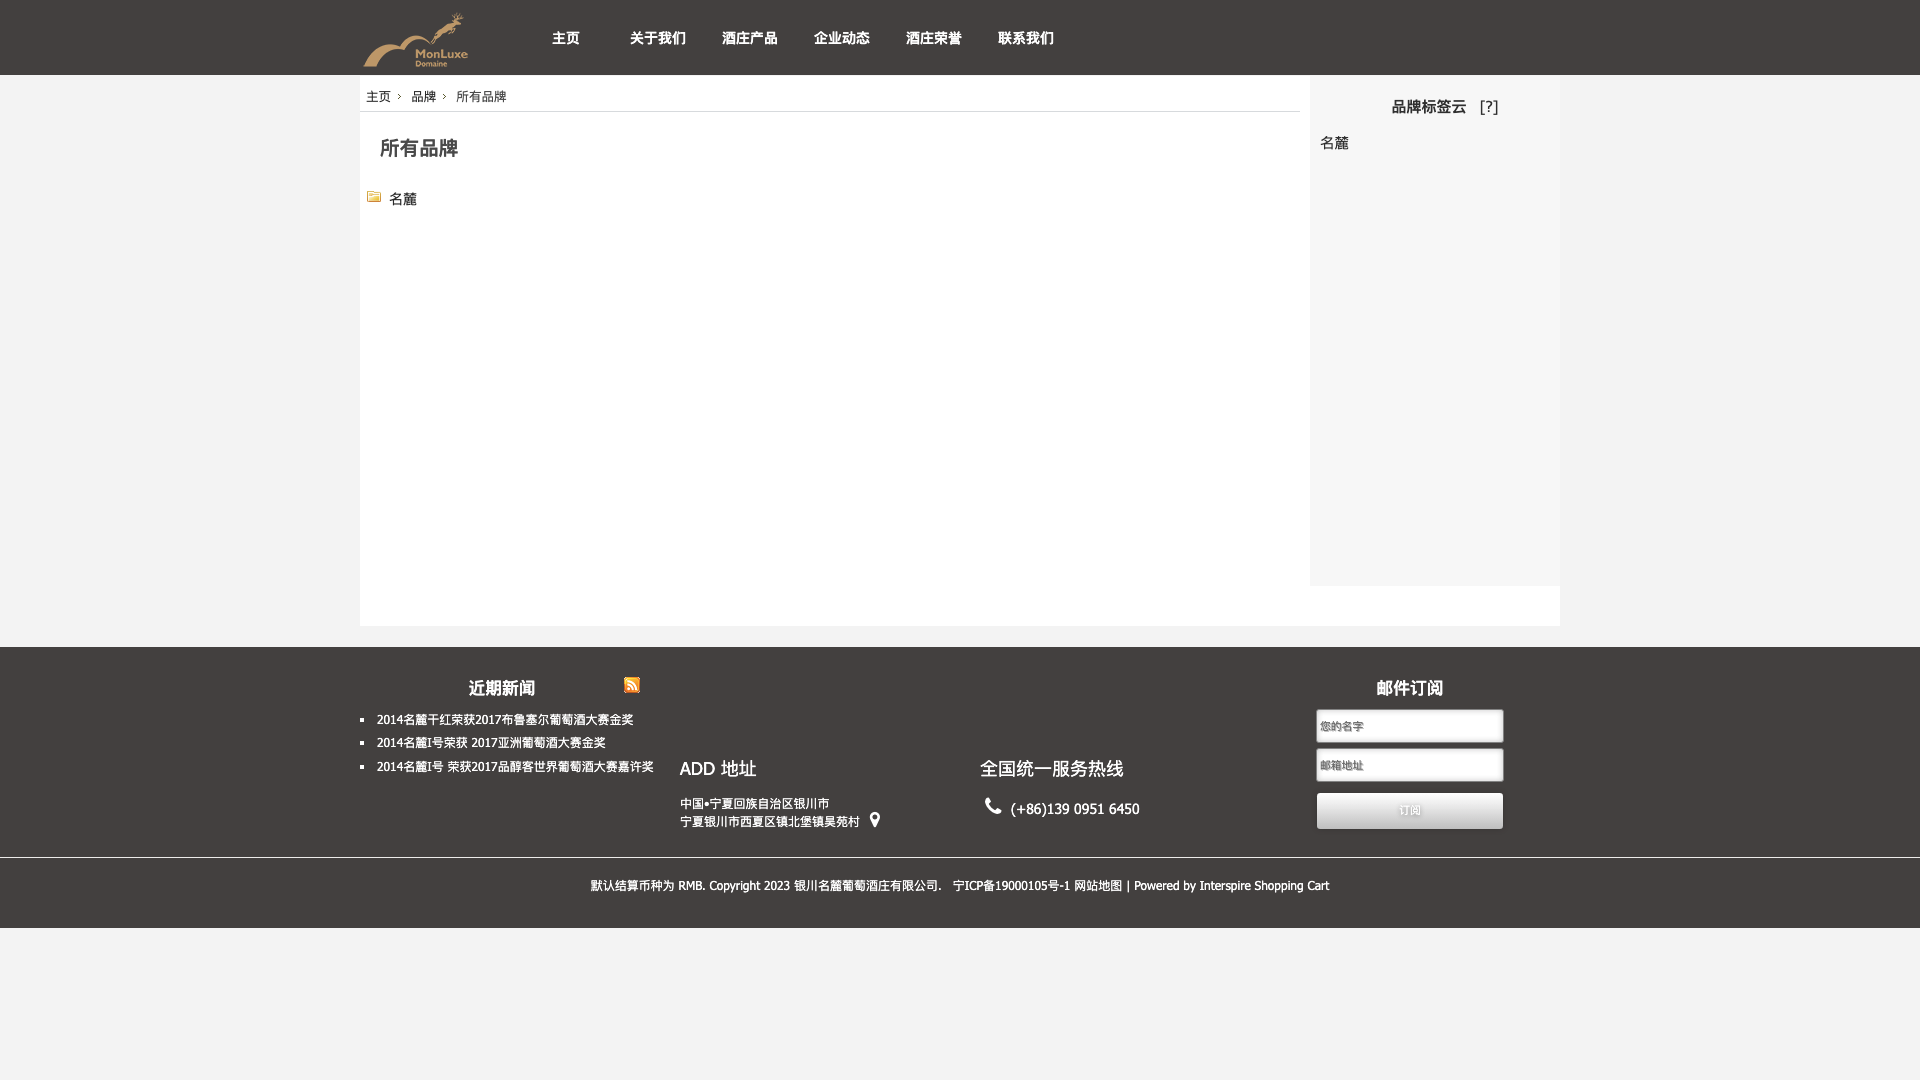 MonLuxe
Domaine
主页 关于我们 酒庄产品 企业动态 酒庄荣誉 联系我们
主页 品牌 所有品牌
所有品牌
名麓
品牌标签云 [?]
名麓
近期新闻
2014名麓干红荣获2017布鲁塞尔葡萄酒大赛金奖
2014名麓I号荣获 2017亚洲葡萄酒大赛金奖
2014名麓I号 荣获2017品醇客世界葡萄酒大赛嘉许奖
ADD 地址
中国•宁夏回族自治区银川市
宁夏银川市西夏区镇北堡镇昊苑村
全国统一服务热线
(+86)139 0951 6450
邮件订阅
您的名字
邮箱地址
订阅
默认结算币种为 RMB. Copyright 2023 银川名麓葡萄酒庄有限公司. 宁ICP备19000105号-1 网站地图 | Powered by Interspire Shopping Cart